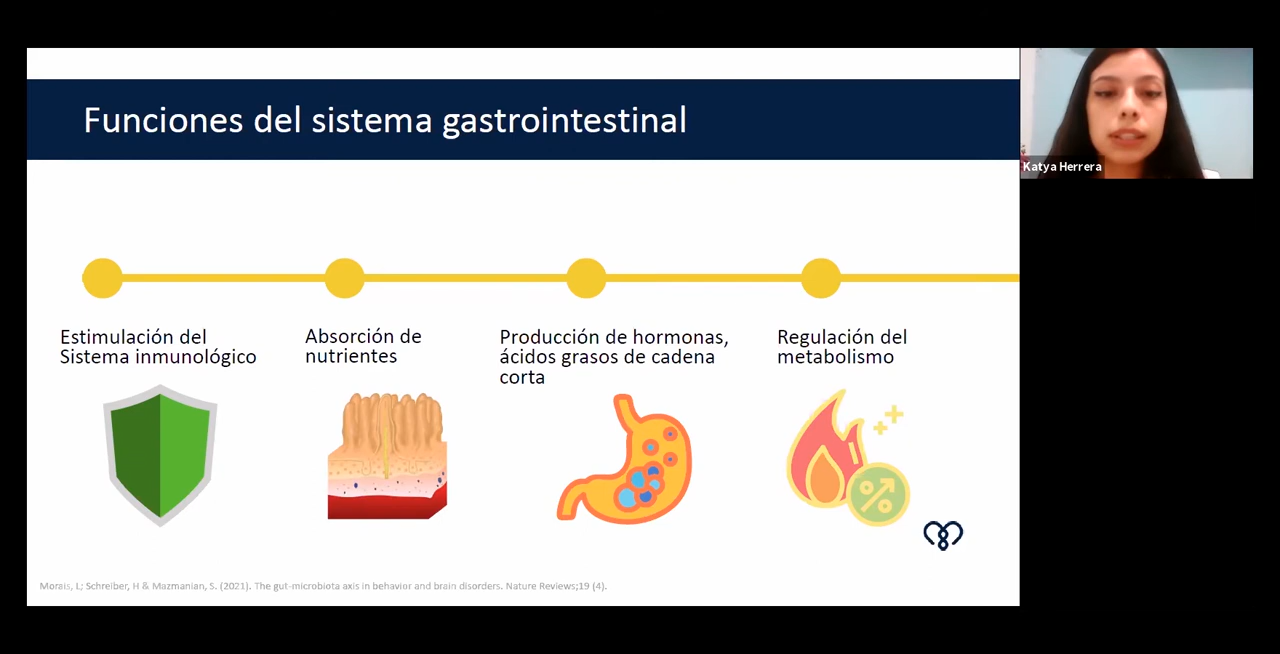 Funciones del sistema gastrointestinal
Katya Herrera
Estimulación del
Sistema inmunológico
Absorción de
nutrientes
Producción de hormonas,
ácidos grasos de cadena
corta
Regulación del
metabolismo
Morais, L; Schreiber, H & Mazmanian, S. (2021). The gut-microbiota axis in behavior and brain disorders. Nature Reviews;19 (4).